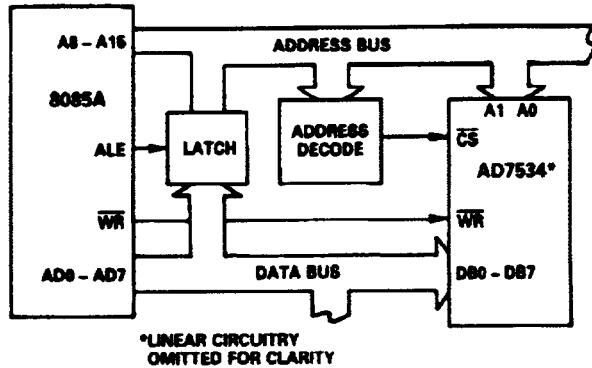 A8 – A15
ADDRESS BUS
8085A
A1 A0
ALE
LATCH
ADDRESS
DECODE
CS
AD7534*
WR
WR
AD0 – AD7
DATA BUS
DB0 – DB7
*LINEAR CIRCUITRY
OMITTED FOR CLARITY